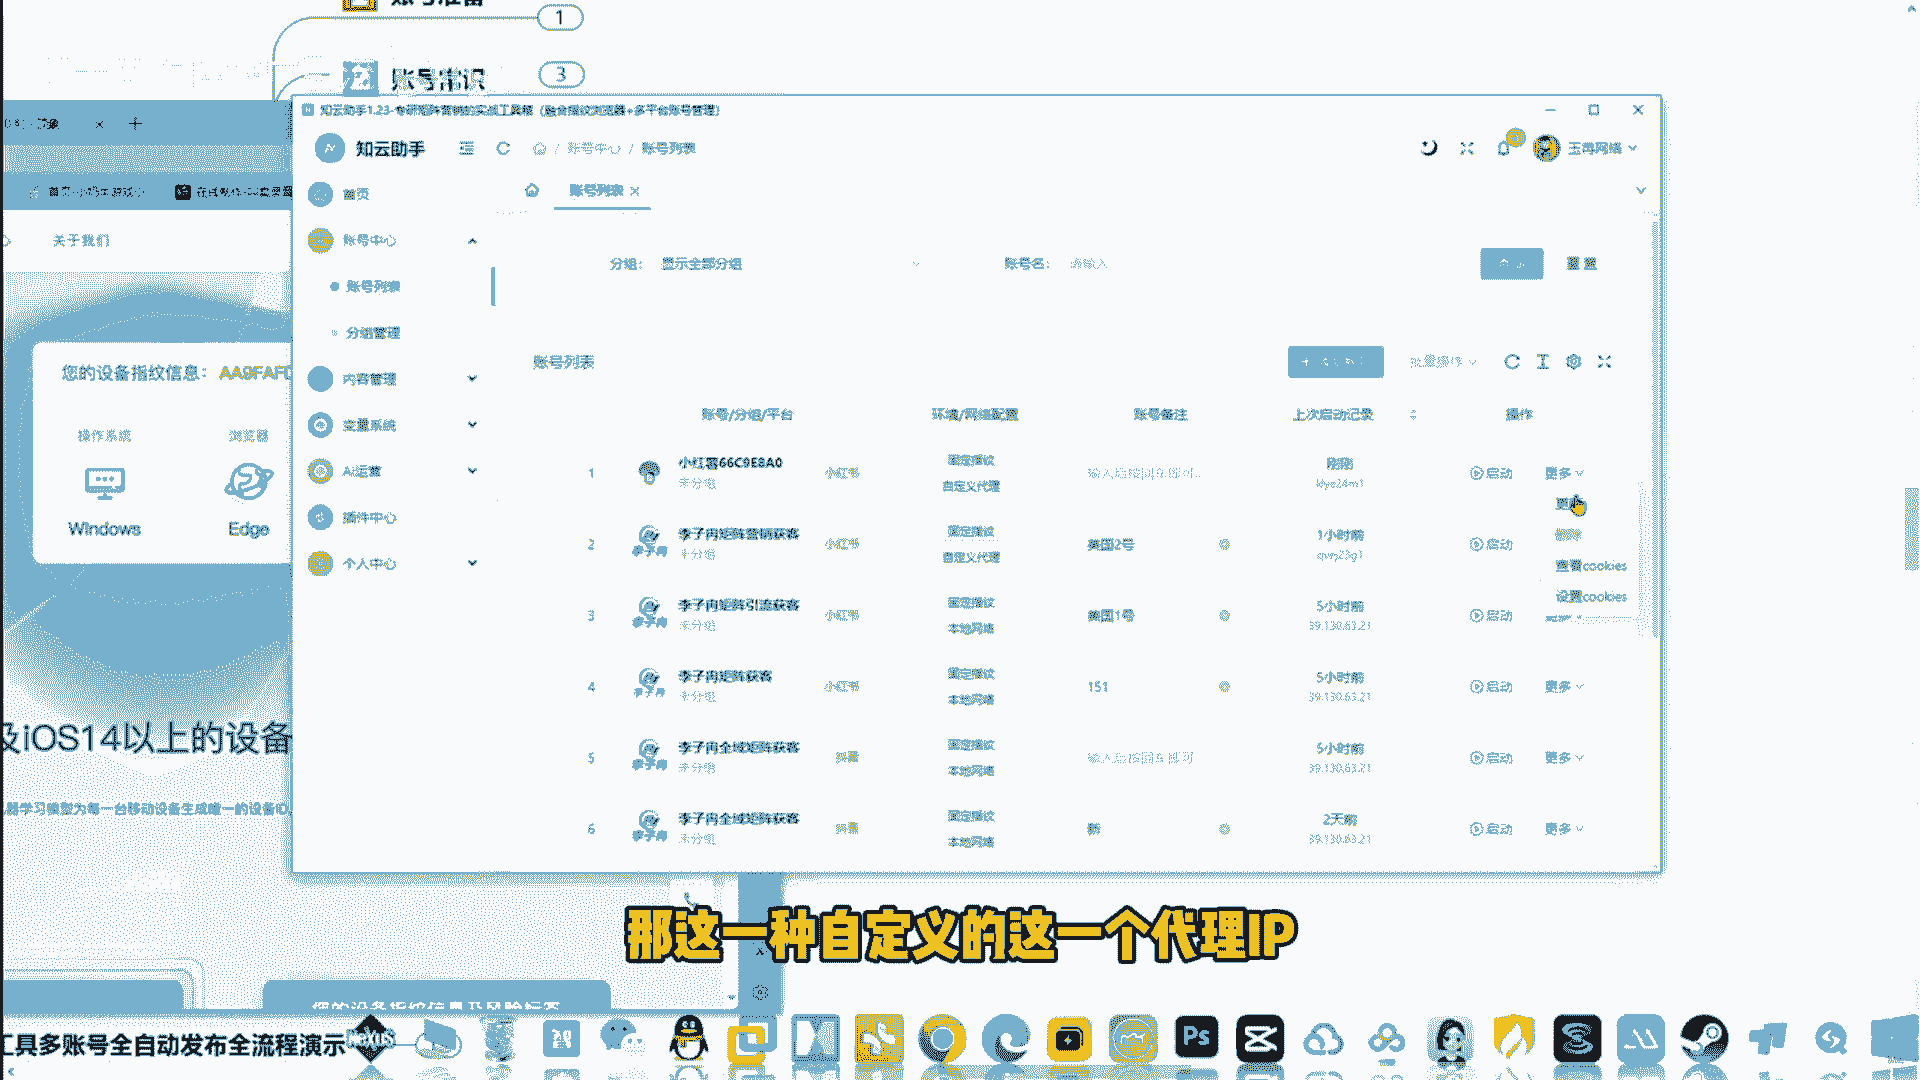 1
账号常识
3
知云助手1.23-专研矩阵营销的实战工具箱（融合指纹浏览器+多平台账号管理）
知云助手
账号中心 / 账号列表
首页
账号列表
关于我们
账号中心
分组：
显示全部分组
账号名：
请输入
重置
账号列表
分组管理
账号列表
批量操作
您的设备指纹信息：
内容管理
账号/分组/平台
环境/网络配置
账号备注
上次启动记录
操作
变量系统
操作系统
浏览器
AI运营
1
小红薯66C9E8A0
未分组
小红书
固定指纹
自定义代理
刚刚
启动
更多
插件中心
Windows
Edge
删除
2
李子冉矩阵营销获客
未分组
小红书
固定指纹
自定义代理
美国2号
1小时前
启动
个人中心
查看cookies
设置cookies
3
李子冉矩阵引流获客
未分组
小红书
固定指纹
本地网络
美国1号
5小时前
39.130.63.21
启动
4
李子冉矩阵获客
未分组
小红书
固定指纹
本地网络
151
5小时前
39.130.63.21
启动
更多
及iOS14以上的设备
5
李子冉全域矩阵获客
未分组
抖音
固定指纹
本地网络
5小时前
39.130.63.21
启动
更多
器学习模型为每一台移动设备生成唯一的设备ID
6
李子冉全域矩阵获客
未分组
抖音
固定指纹
本地网络
新
2天前
39.130.63.21
启动
更多
那这一种自定义的这一个代理IP
您的设备指纹信息及风险标签
工具多账号全自动发布全流程演示
Nexus
Ps